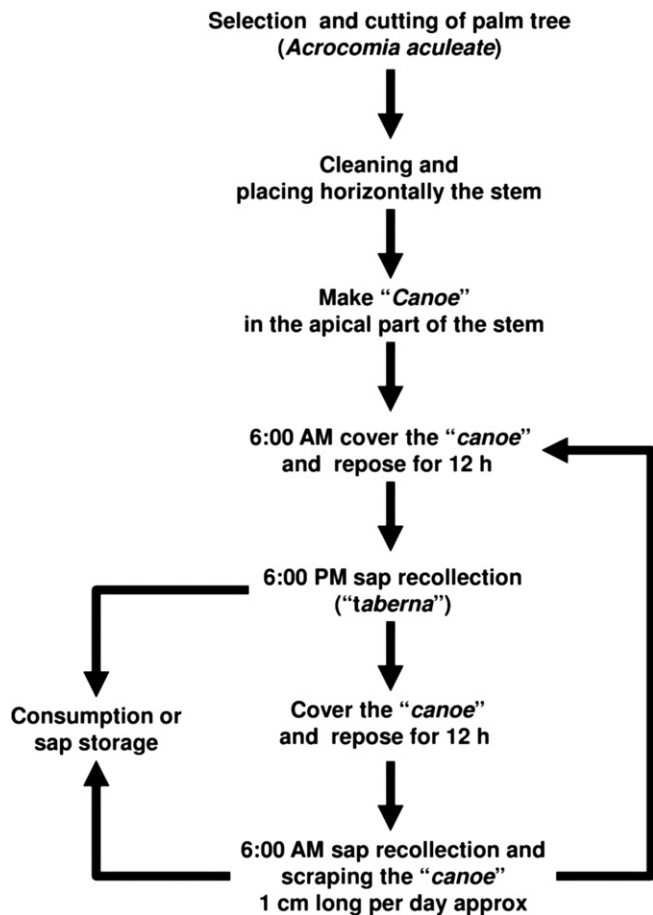 Selection and cutting of palm tree
(Acrocomia aculeate)
Cleaning and
placing horizontally the stem
Make “Canoe”
in the apical part of the stem
6:00 AM cover the “canoe”
and repose for 12 h
6:00 PM sap recollection
(“taberna”)
Consumption or
sap storage
Cover the “canoe”
and repose for 12 h
6:00 AM sap recollection and
scraping the “canoe”
1 cm long per day approx